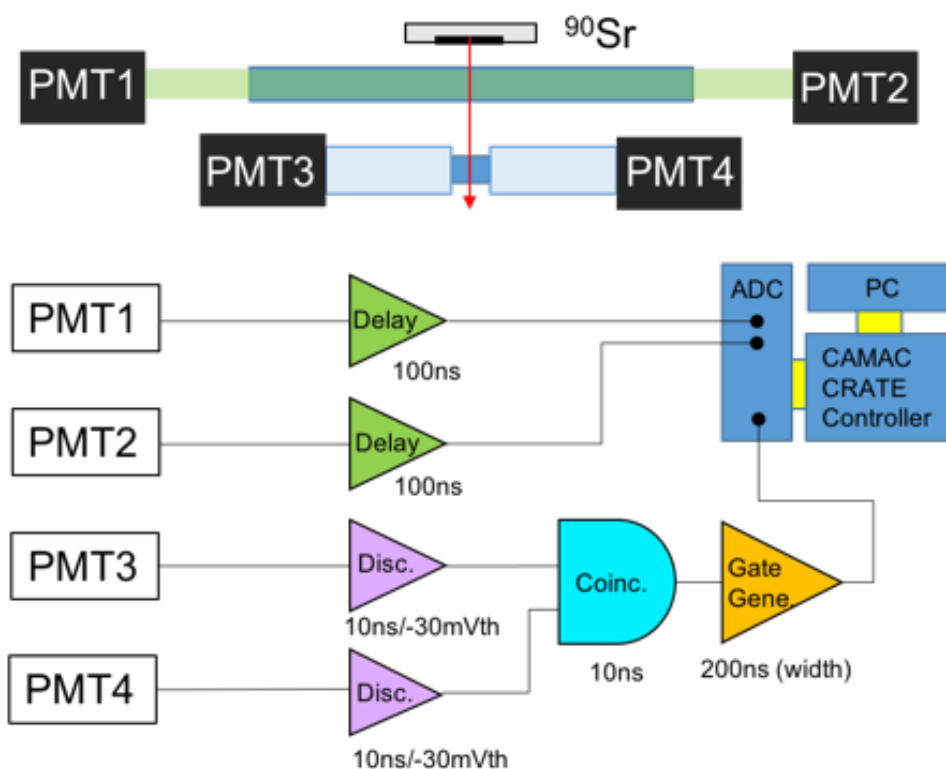 ⁹⁰Sr
PMT1
PMT2
PMT3
PMT4
PMT1
Delay
100ns
ADC
PC
CAMAC
CRATE
Controller
PMT2
Delay
100ns
PMT3
Disc.
10ns/-30mVth
Coinc.
10ns
Gate
Gene.
200ns (width)
PMT4
Disc.
10ns/-30mVth